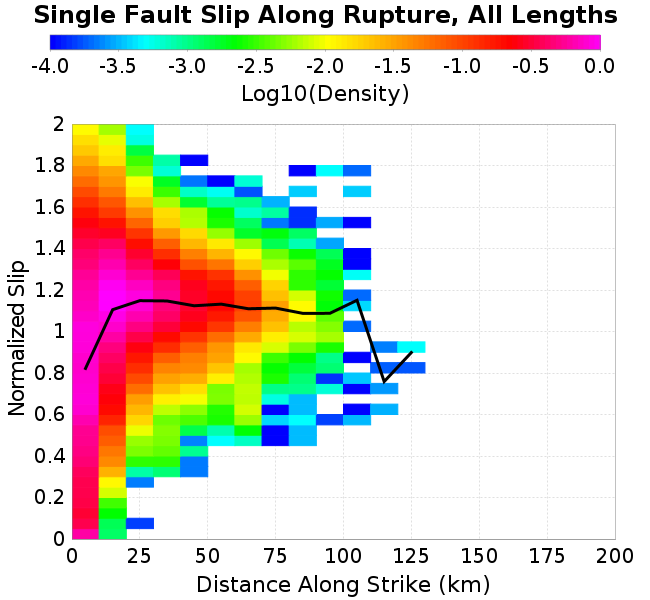 Single Fault Slip Along Rupture, All Lengths
-4.0 -3.5 -3.0 -2.5 -2.0 -1.5 -1.0 -0.5 0.0
Log10(Density)
2
1.8
1.6
1.4
1.2
1
0.8
0.6
0.4
0.2
0
Normalized Slip
0 25 50 75 100 125 150 175 200
Distance Along Strike (km)